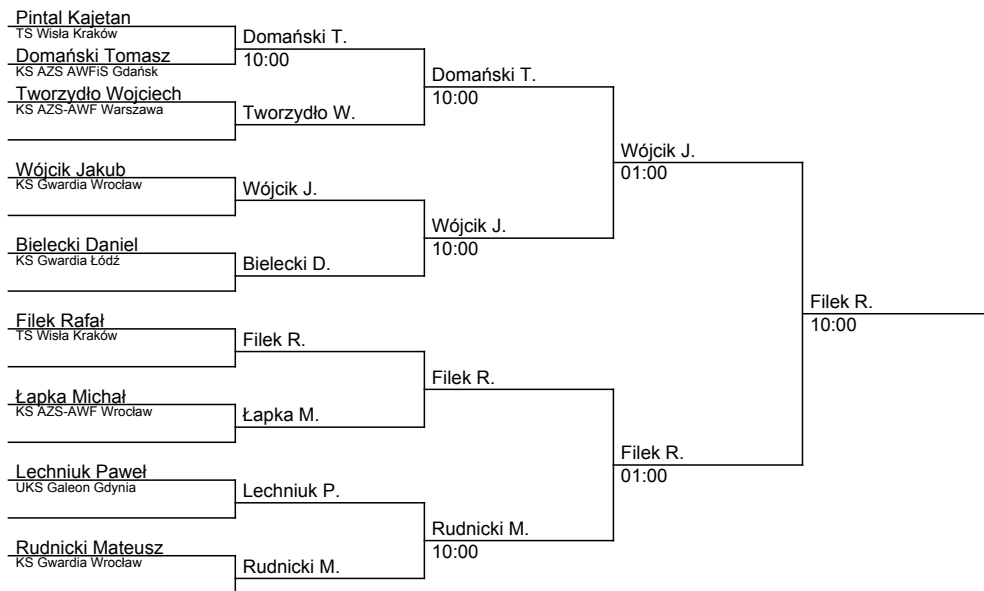 Pintal Kajetan
TS Wisła Kraków
Domański Tomasz
KS AZS AWFiS Gdańsk
Tworzydło Wojciech
KS AZS-AWF Warszawa
Wójcik Jakub
KS Gwardia Wrocław
Bielecki Daniel
KS Gwardia Łódź
Filek Rafał
TS Wisła Kraków
Łapka Michał
KS AZS-AWF Wrocław
Lechniuk Paweł
UKS Galeon Gdynia
Rudnicki Mateusz
KS Gwardia Wrocław
Domański T.
10:00
Tworzydło W.
Wójcik J.
Bielecki D.
Filek R.
Łapka M.
Lechniuk P.
Rudnicki M.
Domański T.
10:00
Wójcik J.
10:00
Filek R.
Rudnicki M.
10:00
Wójcik J.
01:00
Filek R.
01:00
Filek R.
10:00